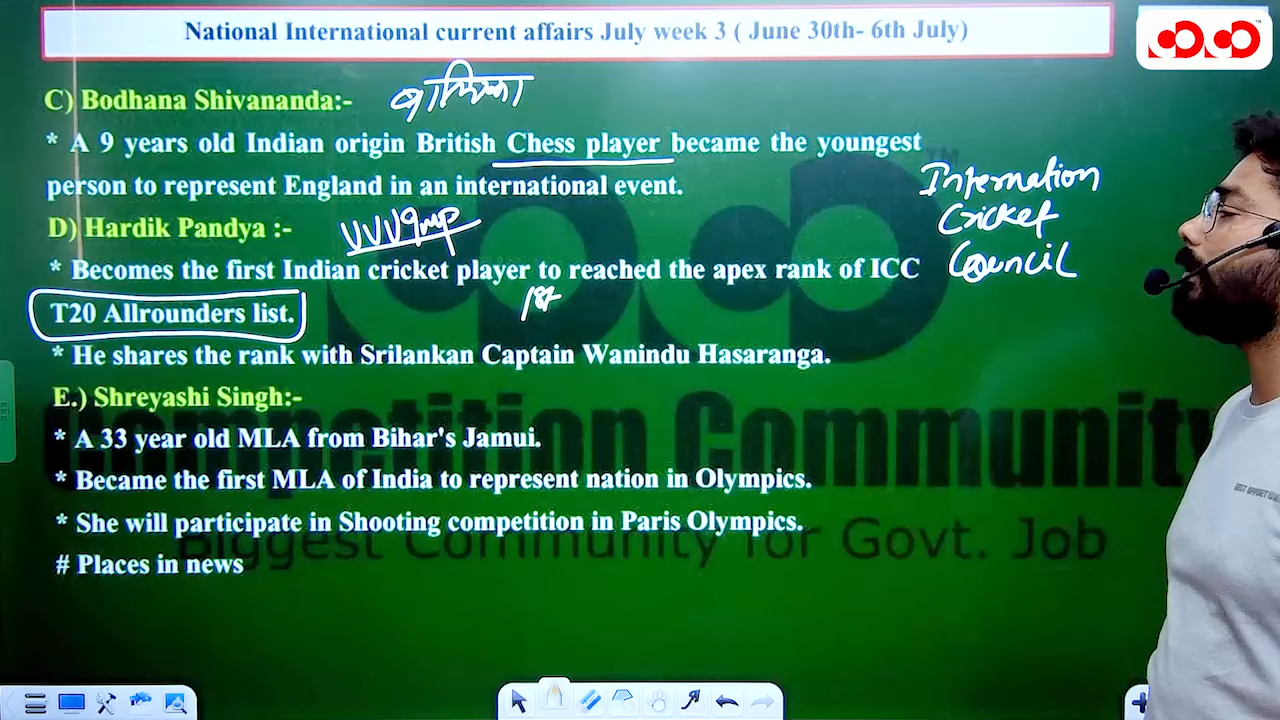 National International current affairs July week 3 ( June 30th- 6th July)
C) Bodhana Shivananda:- बालिका
* A 9 years old Indian origin British Chess player became the youngest
person to represent England in an international event.
D) Hardik Pandya :- VVVImp
* Becomes the first Indian cricket player to reached the apex rank of ICC
1st
T20 Allrounders list.
* He shares the rank with Srilankan Captain Wanindu Hasaranga.
E.) Shreyashi Singh:-
* A 33 year old MLA from Bihar's Jamui.
* Became the first MLA of India to represent nation in Olympics.
* She will participate in Shooting competition in Paris Olympics.
# Places in news
Internation
Cricket
Council
Competition Community
Biggest Community for Govt. Job
TM